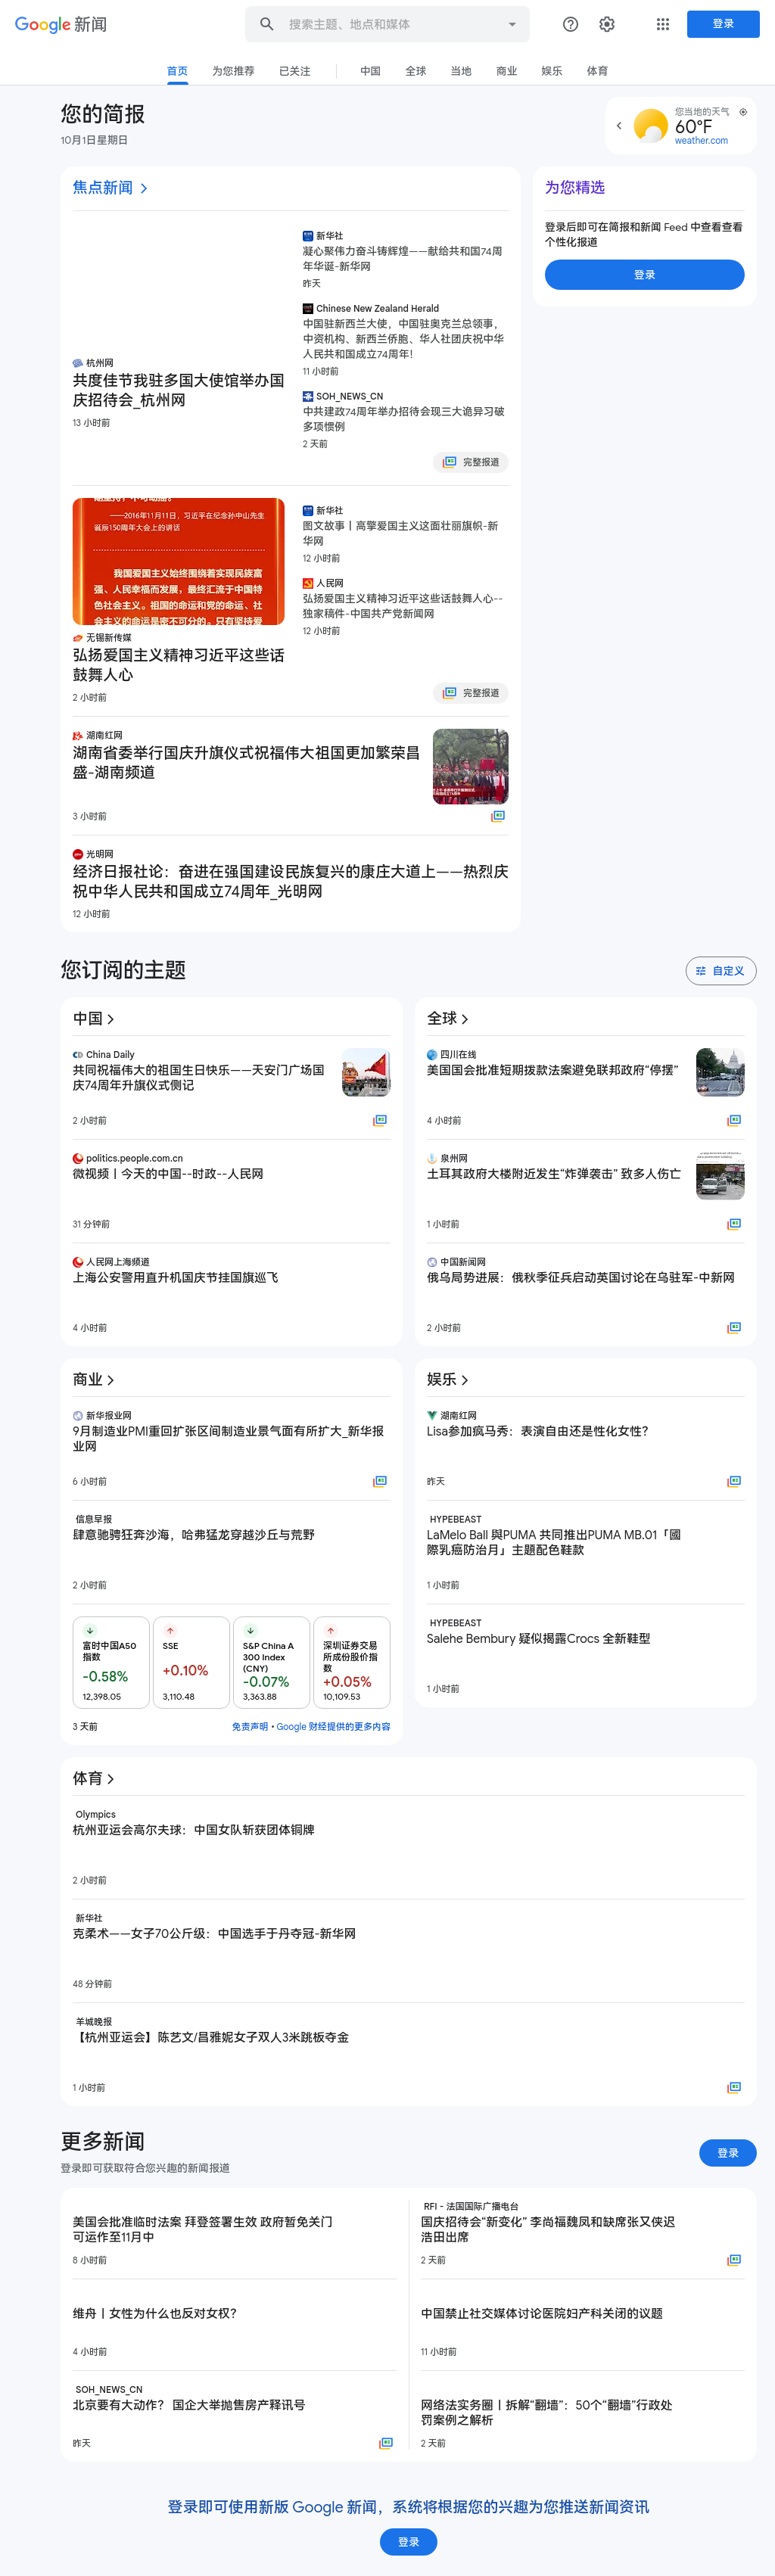 Google 新闻
搜索主题、地点和媒体
登录
首页
为您推荐
已关注
中国
全球
当地
商业
娱乐
体育
您的简报
10月1日星期日
您当地的天气
60°F
weather.com
焦点新闻
杭州网
共度佳节我驻多国大使馆举办国
庆招待会_杭州网
13 小时前
新华社
凝心聚伟力奋斗铸辉煌——献给共和国74周
年华诞-新华网
昨天
Chinese New Zealand Herald
中国驻新西兰大使，中国驻奥克兰总领事，
中资机构、新西兰侨胞、华人社团庆祝中华
人民共和国成立74周年！
11 小时前
SOH_NEWS_CN
中共建政74周年举办招待会现三大诡异习破
多项惯例
2 天前
完整报道
为您精选
登录后即可在简报和新闻 Feed 中查看查看
个性化报道
登录
——2016年11月11日，习近平在纪念孙中山先生
诞辰150周年大会上的讲话
我国爱国主义始终围绕着实现民族富
强、人民幸福而发展，最终汇流于中国特
色社会主义。祖国的命运和党的命运、社
会主义的命运是密不可分的。只有坚持爱
无锡新传媒
弘扬爱国主义精神习近平这些话
鼓舞人心
2 小时前
新华社
图文故事丨高擎爱国主义这面壮丽旗帜-新
华网
12 小时前
人民网
弘扬爱国主义精神习近平这些话鼓舞人心--
独家稿件-中国共产党新闻网
12 小时前
完整报道
湖南红网
湖南省委举行国庆升旗仪式祝福伟大祖国更加繁荣昌
盛-湖南频道
3 小时前
光明网
经济日报社论：奋进在强国建设民族复兴的康庄大道上——热烈庆
祝中华人民共和国成立74周年_光明网
12 小时前
您订阅的主题
自定义
中国
China Daily
共同祝福伟大的祖国生日快乐——天安门广场国
庆74周年升旗仪式侧记
2 小时前
politics.people.com.cn
微视频丨今天的中国--时政--人民网
31 分钟前
人民网上海频道
上海公安警用直升机国庆节挂国旗巡飞
4 小时前
全球
四川在线
美国国会批准短期拨款法案避免联邦政府“停摆”
4 小时前
泉州网
土耳其政府大楼附近发生“炸弹袭击” 致多人伤亡
1 小时前
中国新闻网
俄乌局势进展：俄秋季征兵启动英国讨论在乌驻军-中新网
2 小时前
商业
新华报业网
9月制造业PMI重回扩张区间制造业景气面有所扩大_新华报
业网
6 小时前
信息早报
肆意驰骋狂奔沙海，哈弗猛龙穿越沙丘与荒野
2 小时前
富时中国A50
指数
-0.58%
12,398.05
SSE
+0.10%
3,110.48
S&P China A
300 Index
(CNY)
-0.07%
3,363.88
深圳证券交易
所成份股价指
数
+0.05%
10,109.53
3 天前
免责声明 • Google 财经提供的更多内容
娱乐
湖南红网
Lisa参加疯马秀：表演自由还是性化女性？
昨天
HYPEBEAST
LaMelo Ball 與PUMA 共同推出PUMA MB.01「國
際乳癌防治月」主題配色鞋款
1 小时前
HYPEBEAST
Salehe Bembury 疑似揭露Crocs 全新鞋型
1 小时前
体育
Olympics
杭州亚运会高尔夫球：中国女队斩获团体铜牌
2 小时前
新华社
克柔术——女子70公斤级：中国选手于丹夺冠-新华网
48 分钟前
羊城晚报
【杭州亚运会】陈艺文/昌雅妮女子双人3米跳板夺金
1 小时前
更多新闻
登录即可获取符合您兴趣的新闻报道
登录
美国会批准临时法案 拜登签署生效 政府暂免关门
可运作至11月中
8 小时前
RFI - 法国国际广播电台
国庆招待会“新变化” 李尚福魏凤和缺席张又侠迟
浩田出席
2 天前
维舟丨女性为什么也反对女权？
4 小时前
中国禁止社交媒体讨论医院妇产科关闭的议题
11 小时前
SOH_NEWS_CN
北京要有大动作？ 国企大举抛售房产释讯号
昨天
网络法实务圈丨拆解“翻墙”：50个“翻墙”行政处
罚案例之解析
2 天前
登录即可使用新版 Google 新闻，系统将根据您的兴趣为您推送新闻资讯
登录